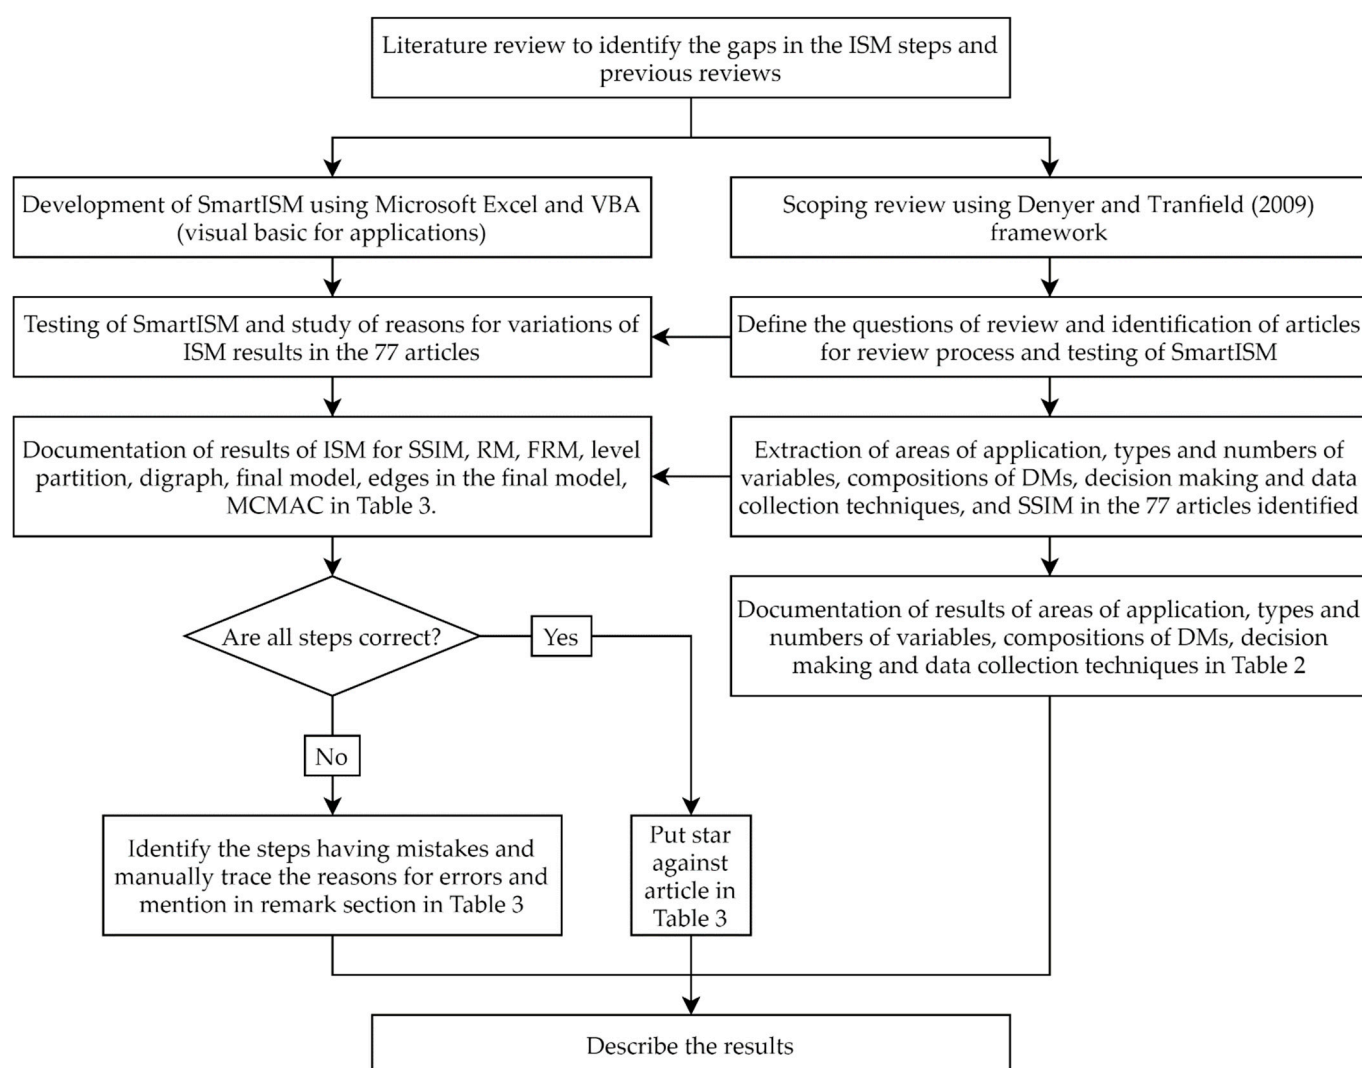 Literature review to identify the gaps in the ISM steps and
previous reviews
Development of SmartISM using Microsoft Excel and VBA
(visual basic for applications)
Scoping review using Denyer and Tranfield (2009)
framework
Testing of SmartISM and study of reasons for variations of
ISM results in the 77 articles
Define the questions of review and identification of articles
for review process and testing of SmartISM
Documentation of results of ISM for SSIM, RM, FRM, level
partition, digraph, final model, edges in the final model,
MCMAC in Table 3.
Extraction of areas of application, types and numbers of
variables, compositions of DMs, decision making and data
collection techniques, and SSIM in the 77 articles identified
Are all steps correct?
Yes
Documentation of results of areas of application, types and
numbers of variables, compositions of DMs, decision
making and data collection techniques in Table 2
No
Identify the steps having mistakes and
manually trace the reasons for errors and
mention in remark section in Table 3
Put star
against
article in
Table 3
Describe the results